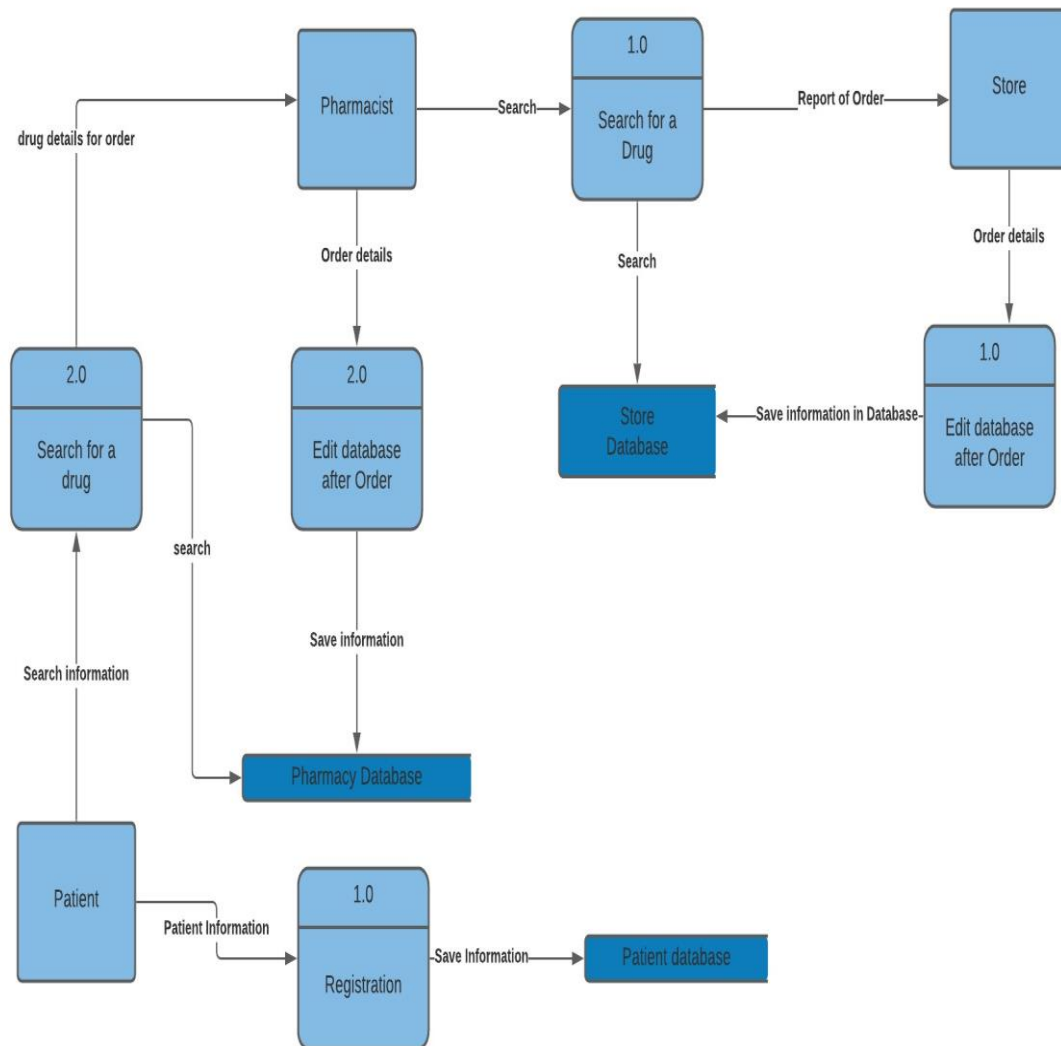 1.0
Pharmacist
Search
Search for a
Drug
Report of Order
Store
drug details for order
Order details
Search
Order details
2.0
Search for a
drug
2.0
Edit database
after Order
Store
Database
Save information in Database
1.0
Edit database
after Order
search
Save information
Search information
Pharmacy Database
Patient
Patient Information
1.0
Registration
Save Information
Patient database